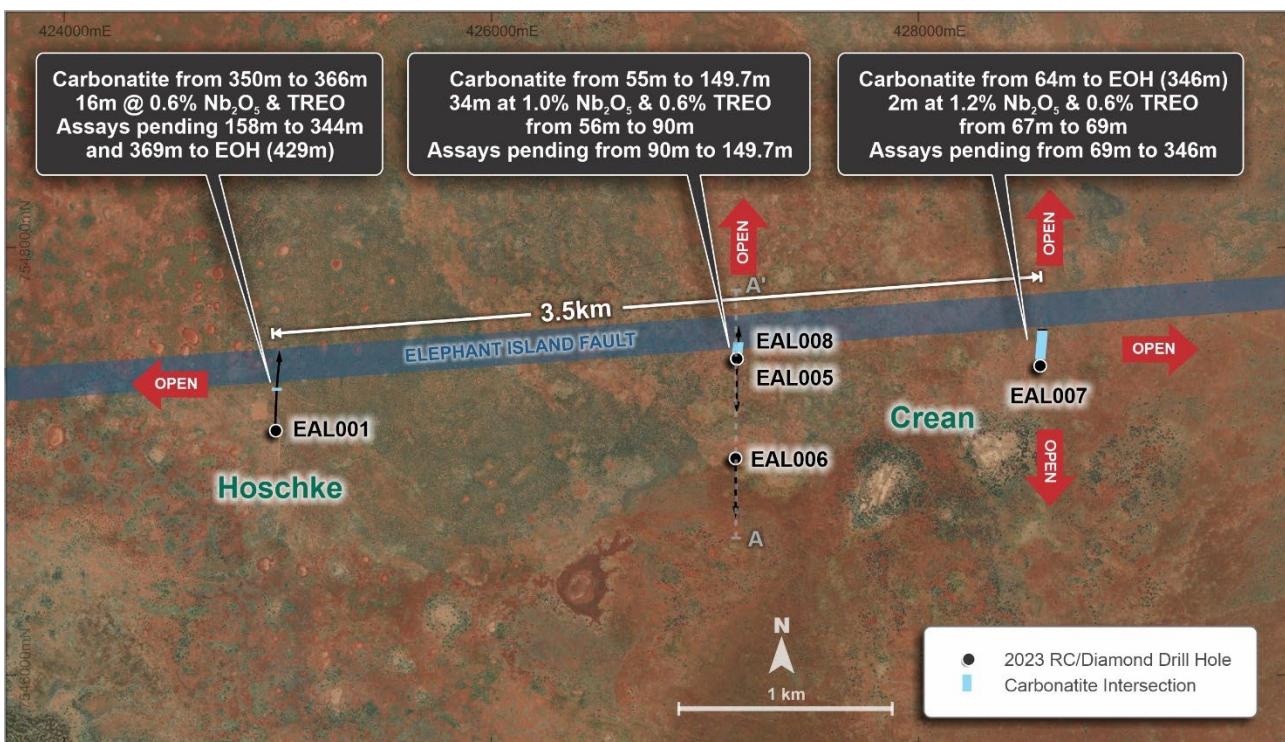 424000mE
426000mE
428000mE
Carbonatite from 350m to 366m
16m @ 0.6% Nb₂O₅ & TREO
Assays pending 158m to 344m
and 369m to EOH (429m)
Carbonatite from 55m to 149.7m
34m at 1.0% Nb₂O₅ & 0.6% TREO
from 56m to 90m
Assays pending from 90m to 149.7m
Carbonatite from 64m to EOH (346m)
2m at 1.2% Nb₂O₅ & 0.6% TREO
from 67m to 69m
Assays pending from 69m to 346m
7548000mN
OPEN
OPEN
A'
3.5km
ELEPHANT ISLAND FAULT
EAL008
OPEN
OPEN
EAL005
EAL007
EAL001
Crean
EAL006
OPEN
Hoschke
A
N
1 km
7546000mN
2023 RC/Diamond Drill Hole
Carbonatite Intersection